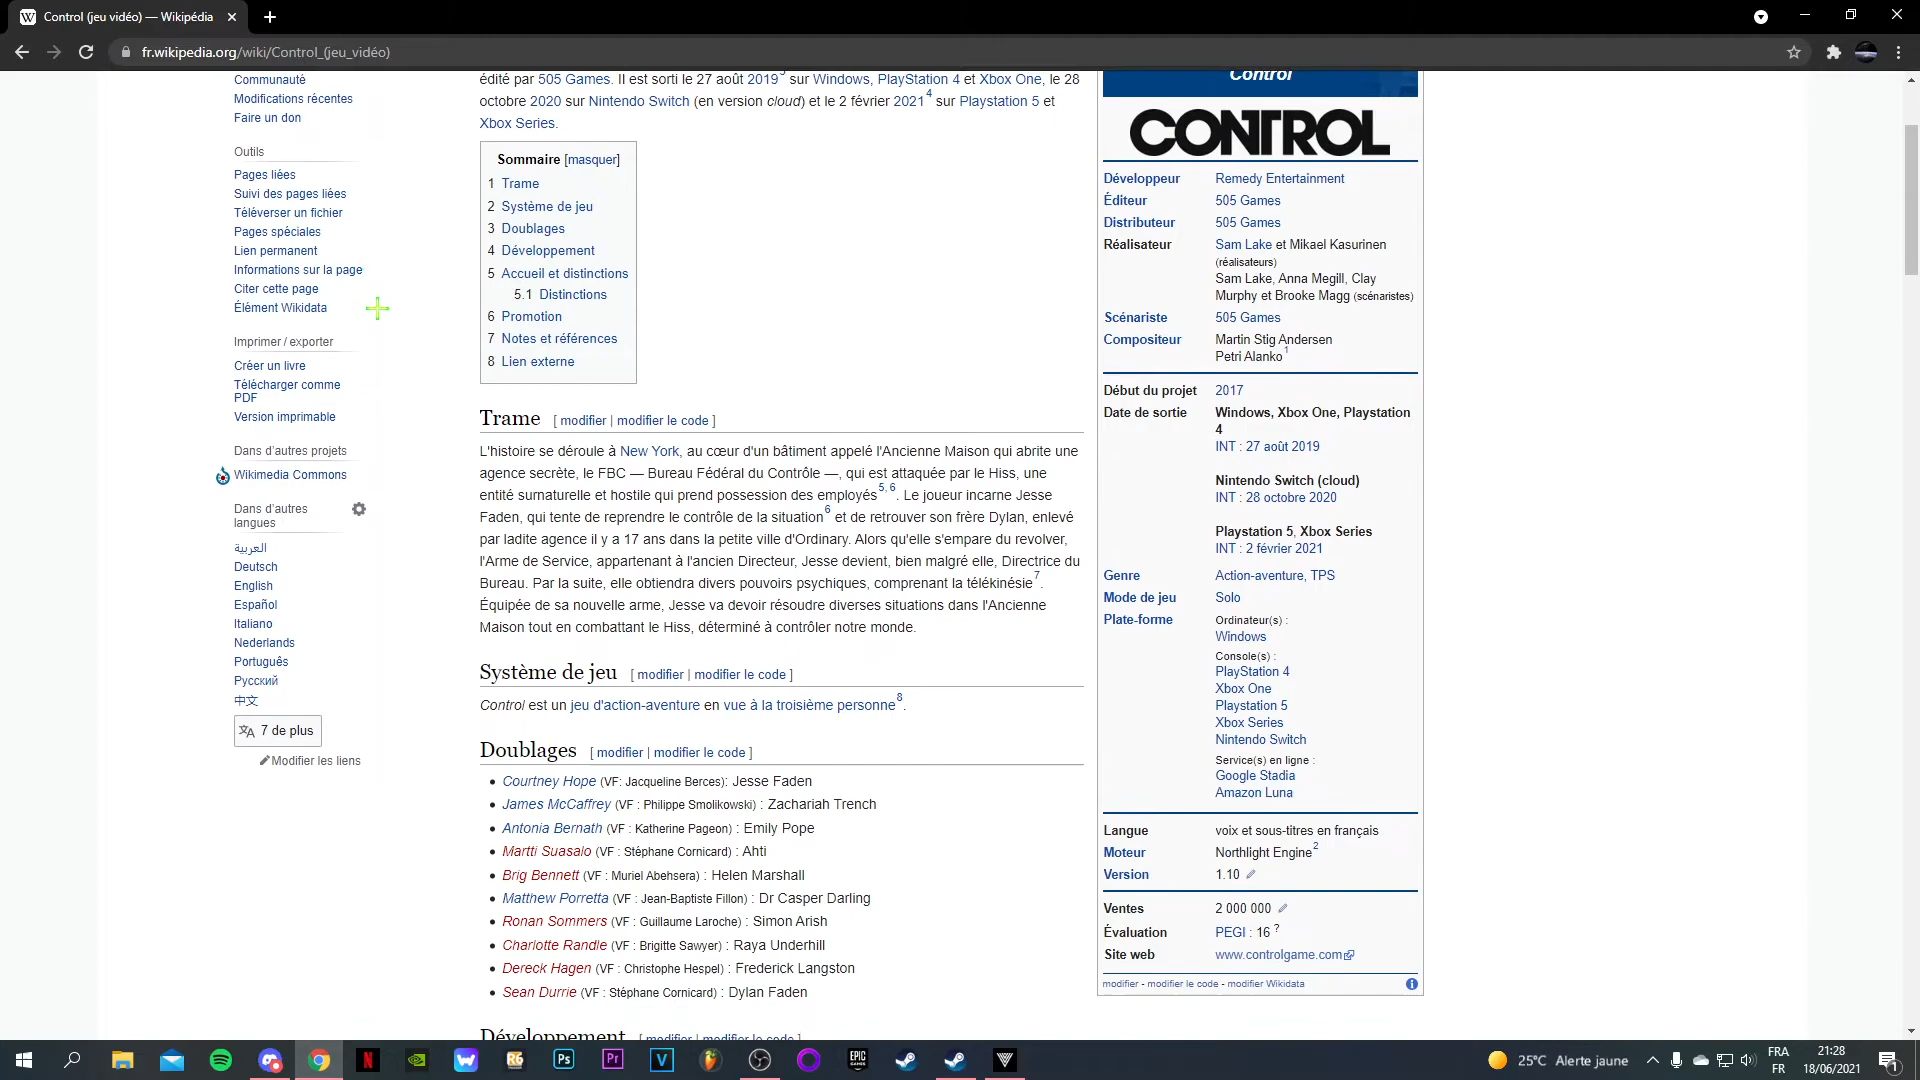 Control (jeu vidéo) — Wikipédia
fr.wikipedia.org/wiki/Control_(jeu_vidéo)
Communauté
Modifications récentes
Faire un don
Outils
Pages liées
Suivi des pages liées
Téléverser un fichier
Pages spéciales
Lien permanent
Informations sur la page
Citer cette page
Élément Wikidata
Imprimer / exporter
Créer un livre
Télécharger comme
PDF
Version imprimable
Dans d'autres projets
Wikimedia Commons
Dans d'autres
langues
العربية
Deutsch
English
Español
Italiano
Nederlands
Português
Русский
中文
7 de plus
Modifier les liens
édité par 505 Games. Il est sorti le 27 août 2019 3 sur Windows, PlayStation 4 et Xbox One, le 28
octobre 2020 sur Nintendo Switch (en version cloud) et le 2 février 2021 4 sur Playstation 5 et
Xbox Series.
Sommaire [masquer]
1 Trame
2 Système de jeu
3 Doublages
4 Développement
5 Accueil et distinctions
5.1 Distinctions
6 Promotion
7 Notes et références
8 Lien externe
Trame [ modifier | modifier le code ]
L'histoire se déroule à New York, au cœur d'un bâtiment appelé l'Ancienne Maison qui abrite une
agence secrète, le FBC — Bureau Fédéral du Contrôle —, qui est attaquée par le Hiss, une
entité surnaturelle et hostile qui prend possession des employés 5, 6. Le joueur incarne Jesse
Faden, qui tente de reprendre le contrôle de la situation 6 et de retrouver son frère Dylan, enlevé
par ladite agence il y a 17 ans dans la petite ville d'Ordinary. Alors qu'elle s'empare du revolver,
l'Arme de Service, appartenant à l'ancien Directeur, Jesse devient, bien malgré elle, Directrice du
Bureau. Par la suite, elle obtiendra divers pouvoirs psychiques, comprenant la télékinésie 7.
Équipée de sa nouvelle arme, Jesse va devoir résoudre diverses situations dans l'Ancienne
Maison tout en combattant le Hiss, déterminé à contrôler notre monde.
Système de jeu [ modifier | modifier le code ]
Control est un jeu d'action-aventure en vue à la troisième personne 8.
Doublages [ modifier | modifier le code ]
• Courtney Hope (VF: Jacqueline Berces): Jesse Faden
• James McCaffrey (VF : Philippe Smolikowski) : Zachariah Trench
• Antonia Bernath (VF : Katherine Pageon) : Emily Pope
• Martti Suasalo (VF : Stéphane Cornicard) : Ahti
• Brig Bennett (VF : Muriel Abehsera) : Helen Marshall
• Matthew Porretta (VF : Jean-Baptiste Fillon) : Dr Casper Darling
• Ronan Sommers (VF : Guillaume Laroche) : Simon Arish
• Charlotte Randle (VF : Brigitte Sawyer) : Raya Underhill
• Dereck Hagen (VF : Christophe Hespel) : Frederick Langston
• Sean Durrie (VF : Stéphane Cornicard) : Dylan Faden
Développement [ modifier | modifier le code ]
Control
CONTROL
Développeur Remedy Entertainment
Éditeur 505 Games
Distributeur 505 Games
Réalisateur Sam Lake et Mikael Kasurinen
(réalisateurs)
Sam Lake, Anna Megill, Clay
Murphy et Brooke Magg (scénaristes)
Scénariste 505 Games
Compositeur Martin Stig Andersen
Petri Alanko 1
Début du projet 2017
Date de sortie Windows, Xbox One, Playstation
4
INT : 27 août 2019
Nintendo Switch (cloud)
INT : 28 octobre 2020
Playstation 5, Xbox Series
INT : 2 février 2021
Genre Action-aventure, TPS
Mode de jeu Solo
Plate-forme Ordinateur(s) :
Windows
Console(s) :
PlayStation 4
Xbox One
Playstation 5
Xbox Series
Nintendo Switch
Service(s) en ligne :
Google Stadia
Amazon Luna
Langue voix et sous-titres en français
Moteur Northlight Engine 2
Version 1.10
Ventes 2 000 000
Évaluation PEGI : 16 ?
Site web www.controlgame.com
modifier - modifier le code - modifier Wikidata
R6
Ps
Pr
V
EPIC
GAMES
25°C Alerte jaune
FRA
FR
21:28
18/06/2021
1